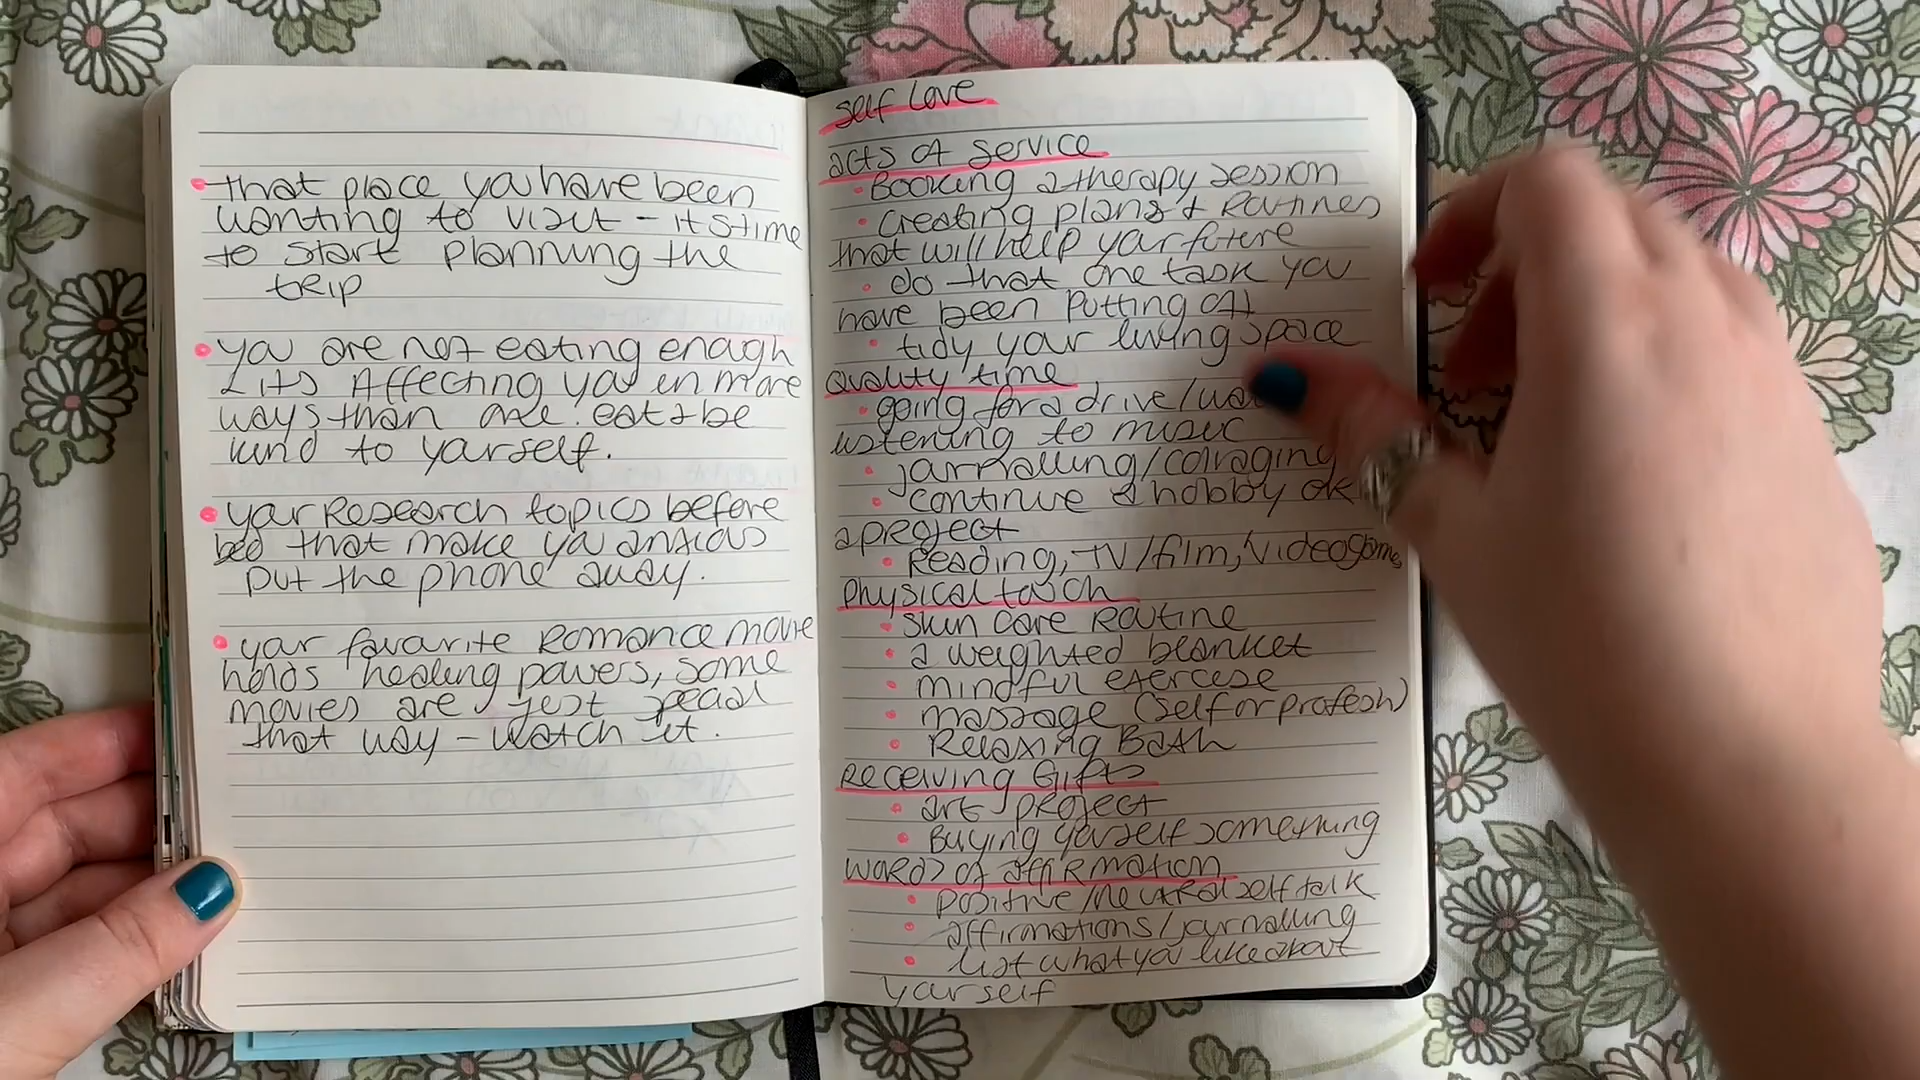 that place you have been
wanting to visit - its time
to start planning the
trip
you are not eating enough
& its affecting you in more
ways than one. eat & be
kind to yourself.
your research topics before
bed that make you anxious
put the phone away.
your favourite romance movie
holds healing powers, some
movies are just special
that way - watch it.
self love
acts of service
Booking a therapy session
creating plans + Routines
that will help your future
do that one task you
have been putting off
tidy your living space
Quality time
going for a drive/
listening to music
journalling/collaging
continue a hobby or
a project
Reading, TV/film, videogames
Physical touch
skin care Routine
a weighted blanket
mindful exercise
massage (self or profesh)
Relaxing Bath
Receiving Gifts
art project
Buying yourself something
words of affirmation
positive/neutral self talk
affirmations/journalling
list what you like about
yourself